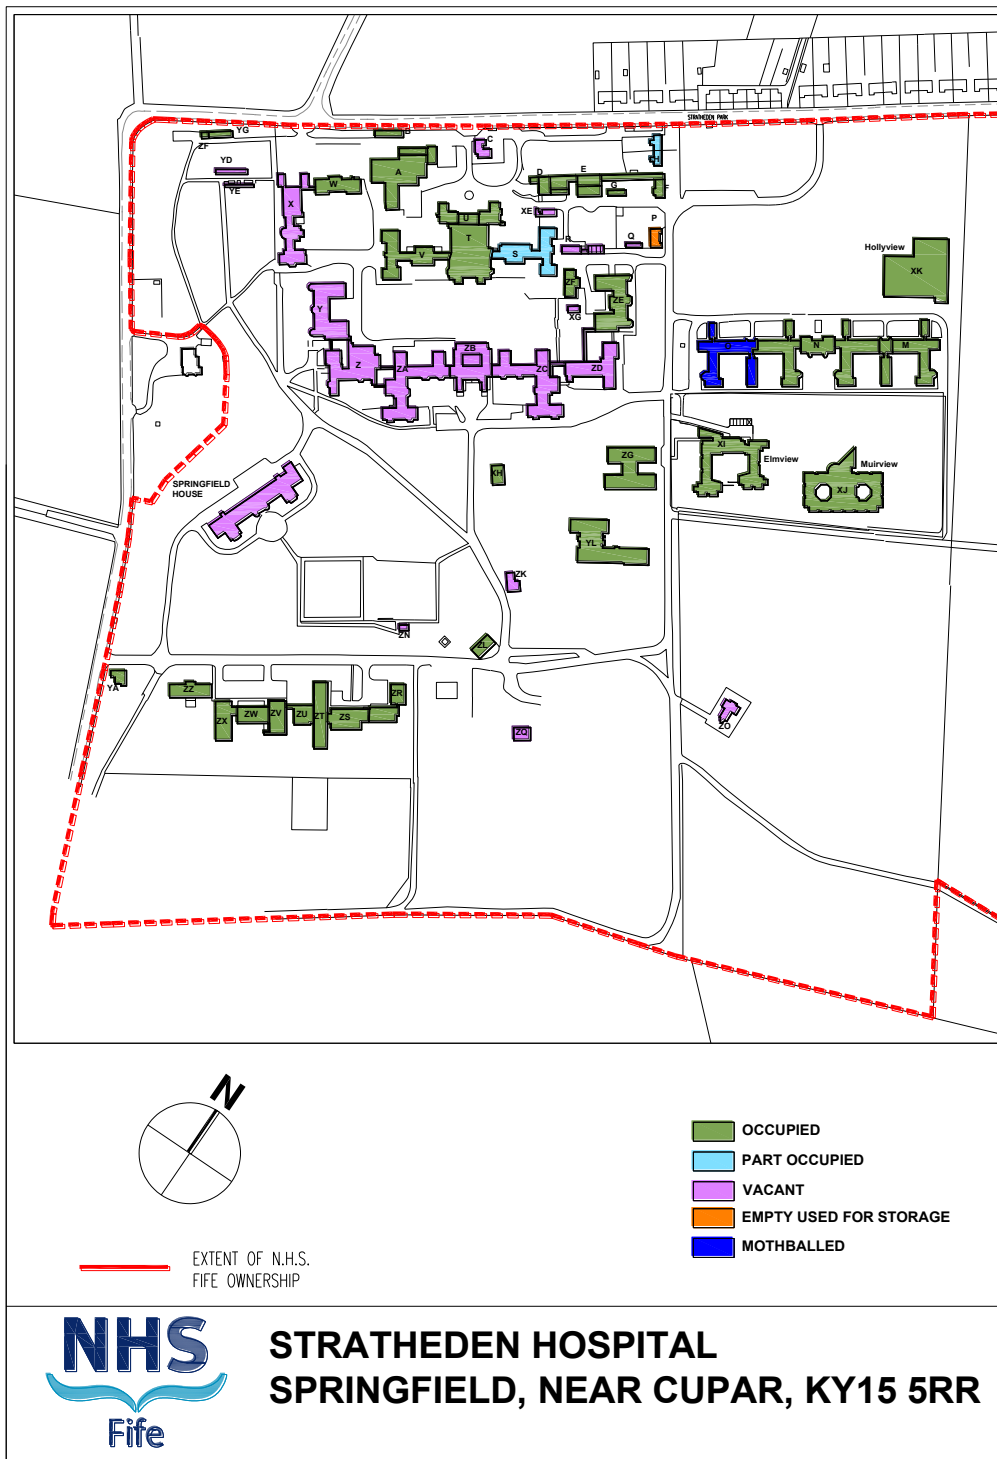 STRATHEDEN PARK
YG
B
ZF
C
YD
A
D
E
W
YE
G
F
X
XE
P
U
T
R
Q
V
S
Hollyview
XK
ZF
ZE
Y
XG
ZB
O
N
M
Z
ZA
ZC
ZD
XI
ZG
Elmview
Muirview
XH
XJ
SPRINGFIELD
HOUSE
YL
ZK
ZN
ZL
YA
ZZ
ZR
ZX
ZW
ZV
ZU
ZT
ZS
ZO
ZQ
N
OCCUPIED
PART OCCUPIED
VACANT
EMPTY USED FOR STORAGE
MOTHBALLED
EXTENT OF N.H.S.
FIFE OWNERSHIP
NHS
Fife
STRATHEDEN HOSPITAL
SPRINGFIELD, NEAR CUPAR, KY15 5RR